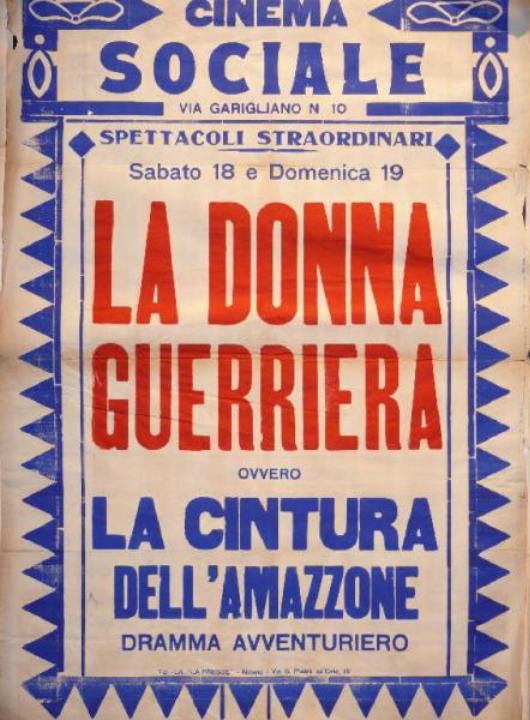 CINEMA
SOCIALE
VIA GARIGLIANO N 10
SPETTACOLI STRAORDINARI
Sabato 18 e Domenica 19
LA DONNA
GUERRIERA
OVVERO
LA CINTURA
DELL'AMAZZONE
DRAMMA AVVENTURIERO